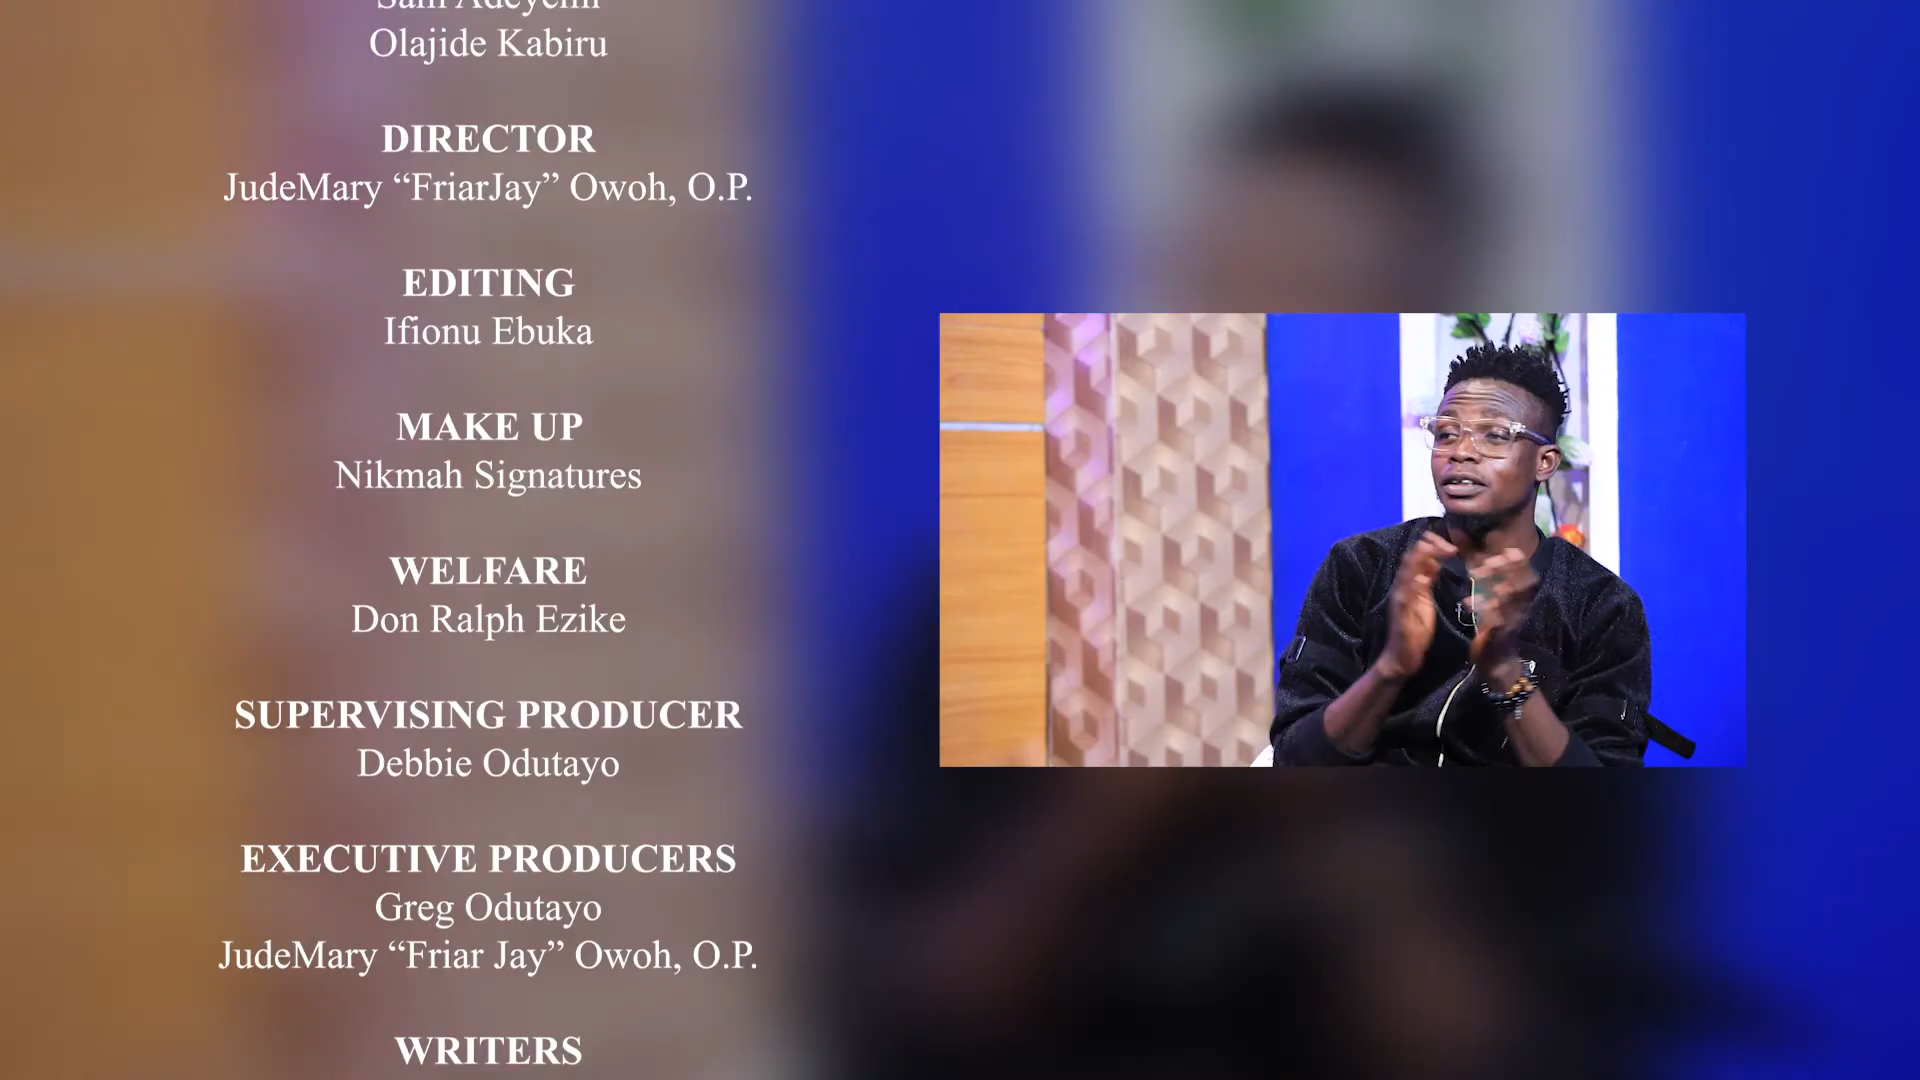 Olajide Kabiru
DIRECTOR
JudeMary “FriarJay” Owoh, O.P.
EDITING
Ifionu Ebuka
MAKE UP
Nikmah Signatures
WELFARE
Don Ralph Ezike
SUPERVISING PRODUCER
Debbie Odutayo
EXECUTIVE PRODUCERS
Greg Odutayo
JudeMary “Friar Jay” Owoh, O.P.
WRITERS